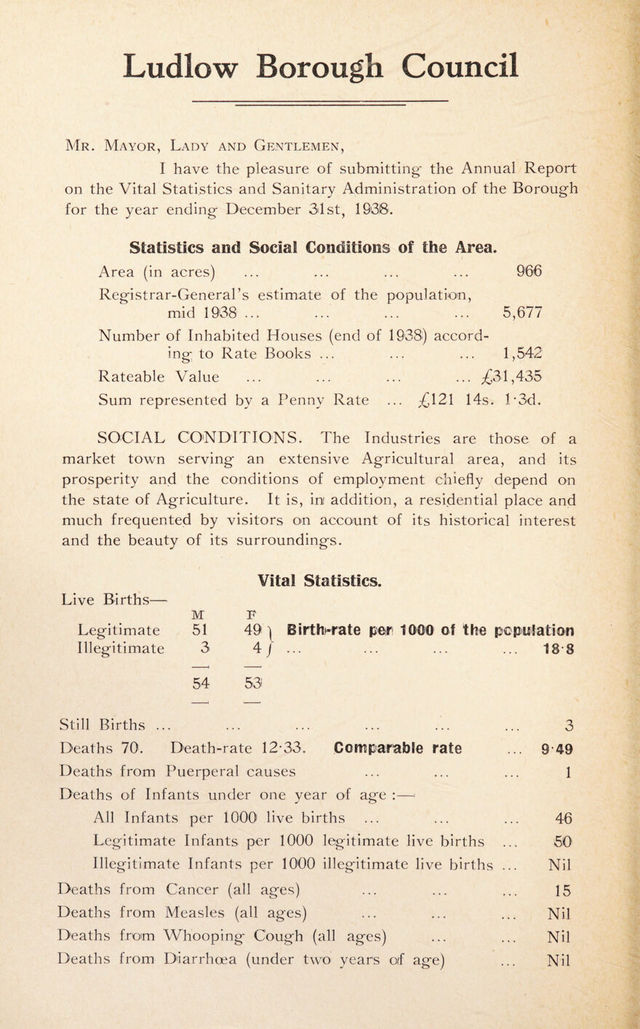 Ludlow Borough Council
Mr. Mayor, Lady and Gentlemen,
I have the pleasure of submitting the Annual Report
on the Vital Statistics and Sanitary Administration of the Borough
for the year ending December 31st, 1938.
Statistics and Social Conditions of the Area.
Area (in acres) ... ... ... ... 966
Registrar-General's estimate of the population,
mid 1938 ... ... ... ... 5,677
Number of Inhabited Houses (end of 1938) accord-
ing to Rate Books ... ... ... 1,542
Rateable Value ... ... ... ... £31,435
Sum represented by a Penny Rate ... £121 14s. 1·3d.
SOCIAL CONDITIONS. The Industries are those of a
market town serving an extensive Agricultural area, and its
prosperity and the conditions of employment chiefly depend on
the state of Agriculture. It is, in addition, a residential place and
much frequented by visitors on account of its historical interest
and the beauty of its surroundings.
Vital Statistics.
Live Births—
M F
Legitimate 51 49 } Birth-rate per 1000 of the population
Illegitimate 3 4 } ... ... ... ... 18·8
54 53
Still Births ... ... ... ... ... ... 3
Deaths 70. Death-rate 12·33. Comparable rate ... 9·49
Deaths from Puerperal causes ... ... ... 1
Deaths of Infants under one year of age :—
All Infants per 1000 live births ... ... ... 46
Legitimate Infants per 1000 legitimate live births ... 50
Illegitimate Infants per 1000 illegitimate live births ... Nil
Deaths from Cancer (all ages) ... ... ... 15
Deaths from Measles (all ages) ... ... ... Nil
Deaths from Whooping Cough (all ages) ... ... Nil
Deaths from Diarrhœa (under two years of age) ... Nil